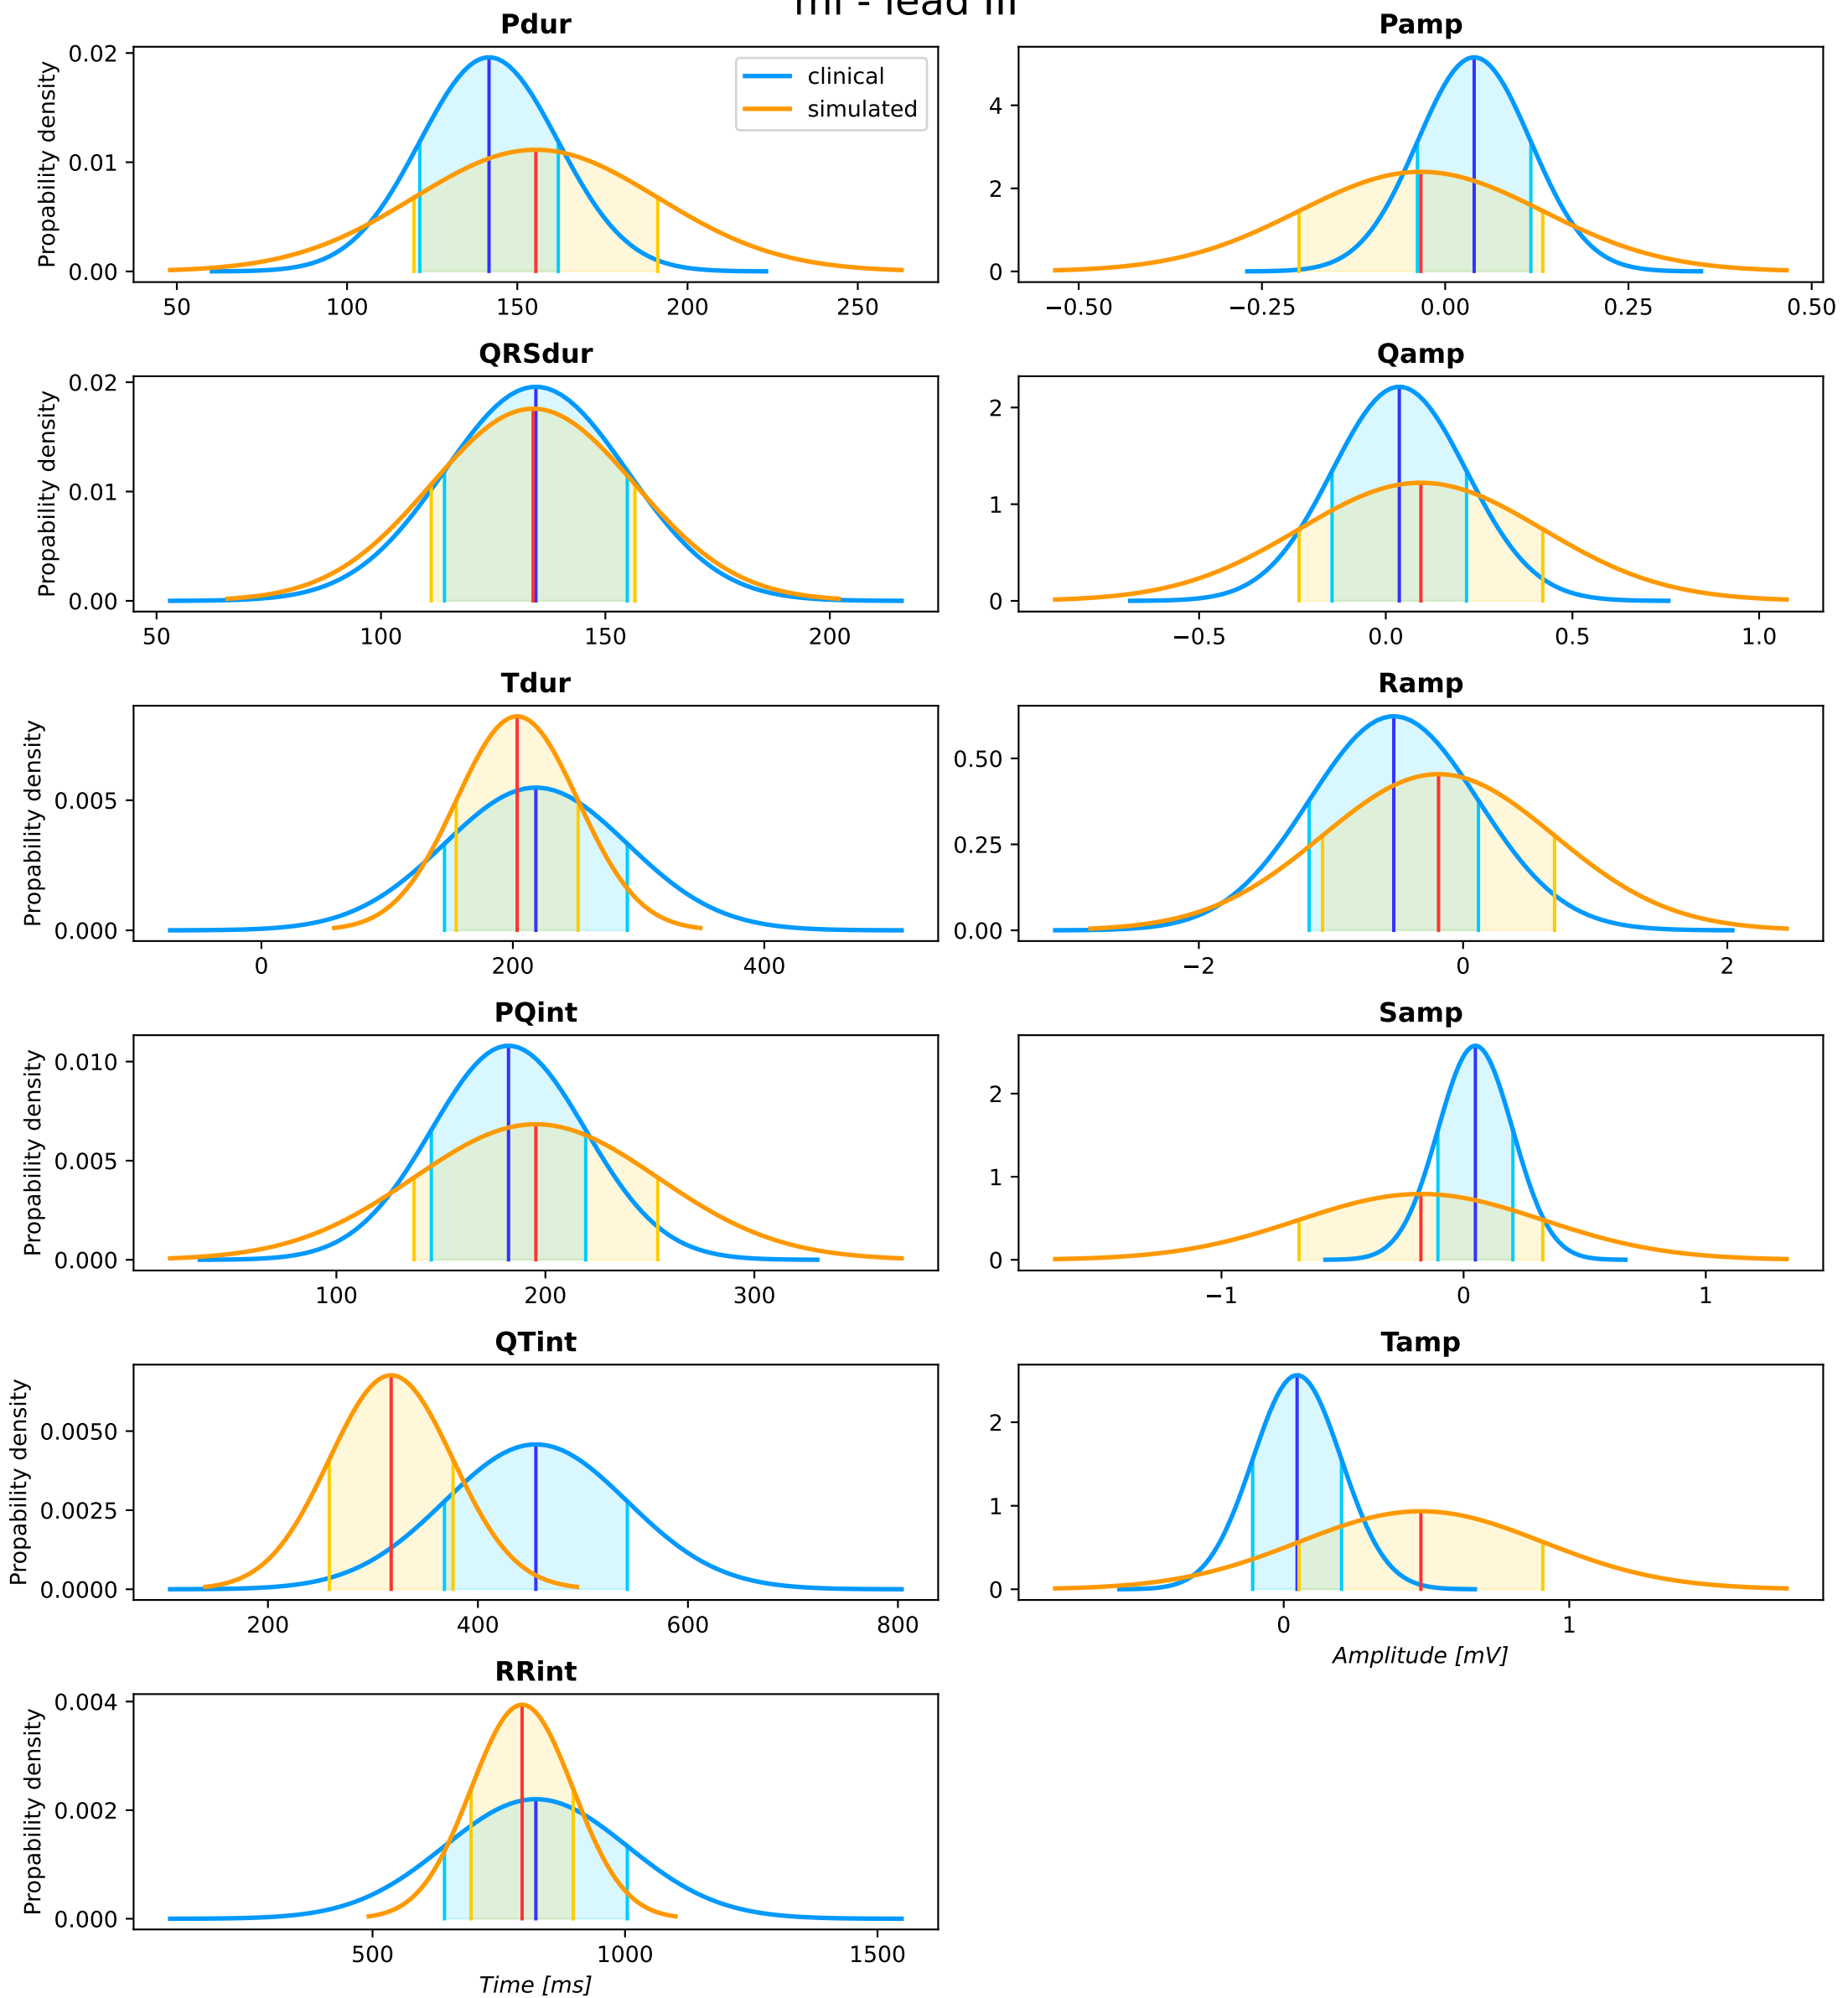 mi - lead iii
Pdur
Pamp
Propability density
0.02
0.01
0.00
clinical
simulated
50 100 150 200 250
4
2
0
−0.50 −0.25 0.00 0.25 0.50
QRSdur
Qamp
Propability density
0.02
0.01
0.00
50 100 150 200
2
1
0
−0.5 0.0 0.5 1.0
Tdur
Ramp
Propability density
0.005
0.000
0 200 400
0.50
0.25
0.00
−2 0 2
PQint
Samp
Propability density
0.010
0.005
0.000
100 200 300
2
1
0
−1 0 1
QTint
Tamp
Propability density
0.0050
0.0025
0.0000
200 400 600 800
2
1
0
0 1
Amplitude [mV]
RRint
Propability density
0.004
0.002
0.000
500 1000 1500
Time [ms]